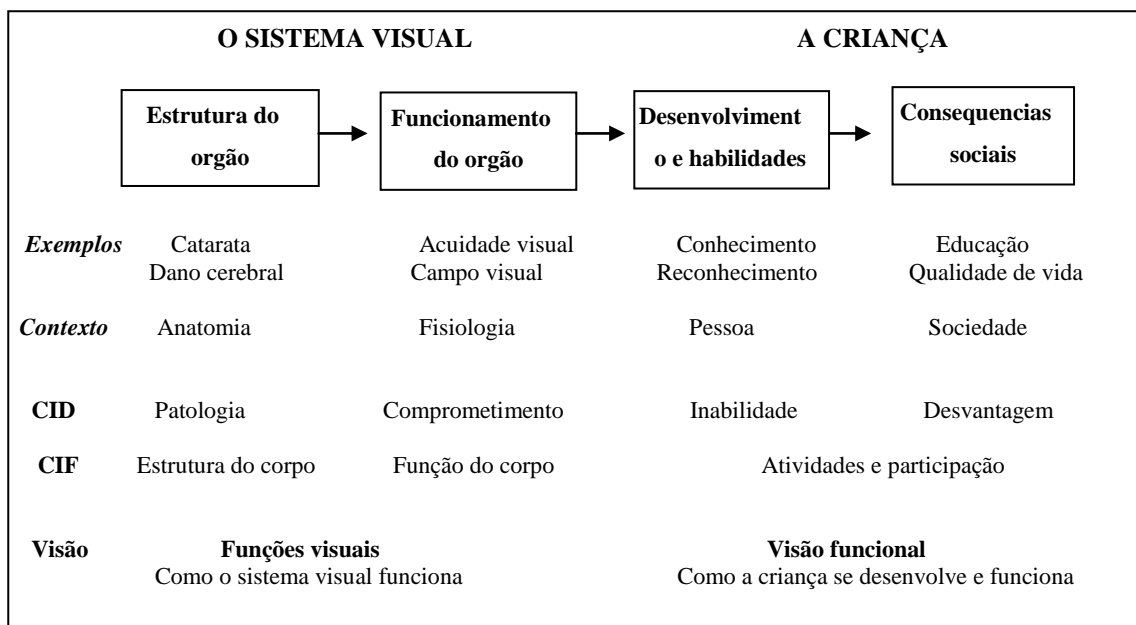 O SISTEMA VISUAL A CRIANÇA
Estrutura do
orgão
Funcionamento
do orgão
Desenvolviment
o e habilidades
Consequencias
sociais
Exemplos Catarata Acuidade visual Conhecimento Educação
Dano cerebral Campo visual Reconhecimento Qualidade de vida
Contexto Anatomia Fisiologia Pessoa Sociedade
CID Patologia Comprometimento Inabilidade Desvantagem
CIF Estrutura do corpo Função do corpo Atividades e participação
Visão Funções visuais Visão funcional
Como o sistema visual funciona Como a criança se desenvolve e funciona